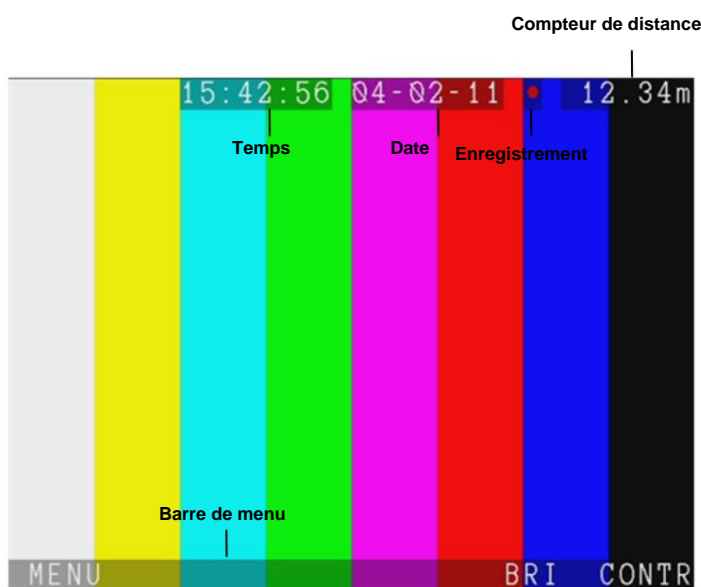 Compteur de distance
15:42:56 04-02-11 12.34m
Temps Date Enregistrement
Barre de menu
MENU BRI CONTR